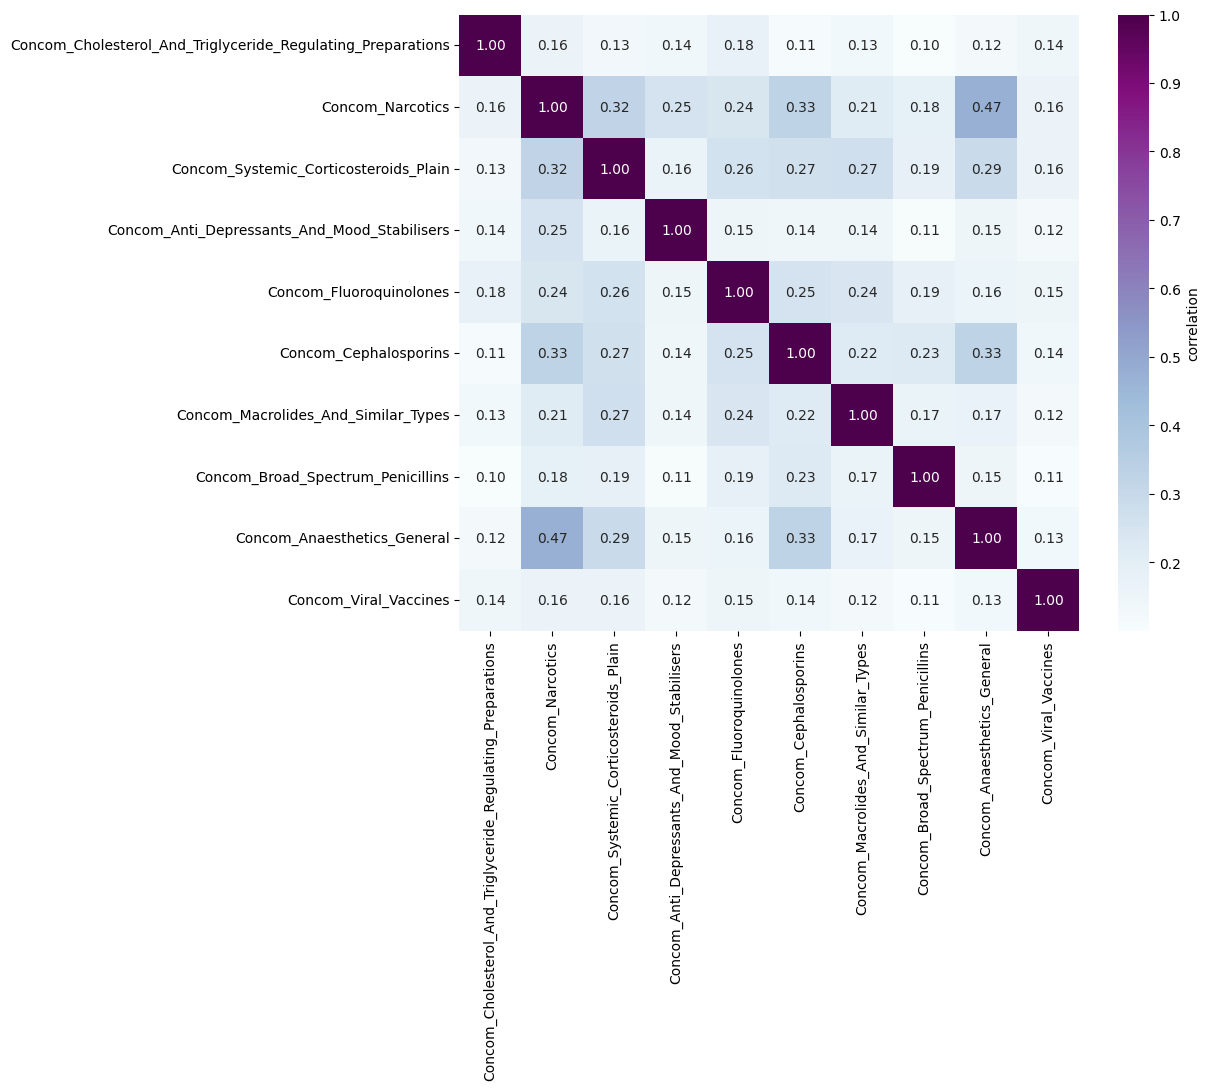 Concom_Cholesterol_And_Triglyceride_Regulating_Preparations 1.00 0.16 0.13 0.14 0.18 0.11 0.13 0.10 0.12 0.14
Concom_Narcotics 0.16 1.00 0.32 0.25 0.24 0.33 0.21 0.18 0.47 0.16
Concom_Systemic_Corticosteroids_Plain 0.13 0.32 1.00 0.16 0.26 0.27 0.27 0.19 0.29 0.16
Concom_Anti_Depressants_And_Mood_Stabilisers 0.14 0.25 0.16 1.00 0.15 0.14 0.14 0.11 0.15 0.12
Concom_Fluoroquinolones 0.18 0.24 0.26 0.15 1.00 0.25 0.24 0.19 0.16 0.15
Concom_Cephalosporins 0.11 0.33 0.27 0.14 0.25 1.00 0.22 0.23 0.33 0.14
Concom_Macrolides_And_Similar_Types 0.13 0.21 0.27 0.14 0.24 0.22 1.00 0.17 0.17 0.12
Concom_Broad_Spectrum_Penicillins 0.10 0.18 0.19 0.11 0.19 0.23 0.17 1.00 0.15 0.11
Concom_Anaesthetics_General 0.12 0.47 0.29 0.15 0.16 0.33 0.17 0.15 1.00 0.13
Concom_Viral_Vaccines 0.14 0.16 0.16 0.12 0.15 0.14 0.12 0.11 0.13 1.00
Concom_Cholesterol_And_Triglyceride_Regulating_Preparations
Concom_Narcotics
Concom_Systemic_Corticosteroids_Plain
Concom_Anti_Depressants_And_Mood_Stabilisers
Concom_Fluoroquinolones
Concom_Cephalosporins
Concom_Macrolides_And_Similar_Types
Concom_Broad_Spectrum_Penicillins
Concom_Anaesthetics_General
Concom_Viral_Vaccines
1.0
0.9
0.8
0.7
0.6
0.5
0.4
0.3
0.2
correlation